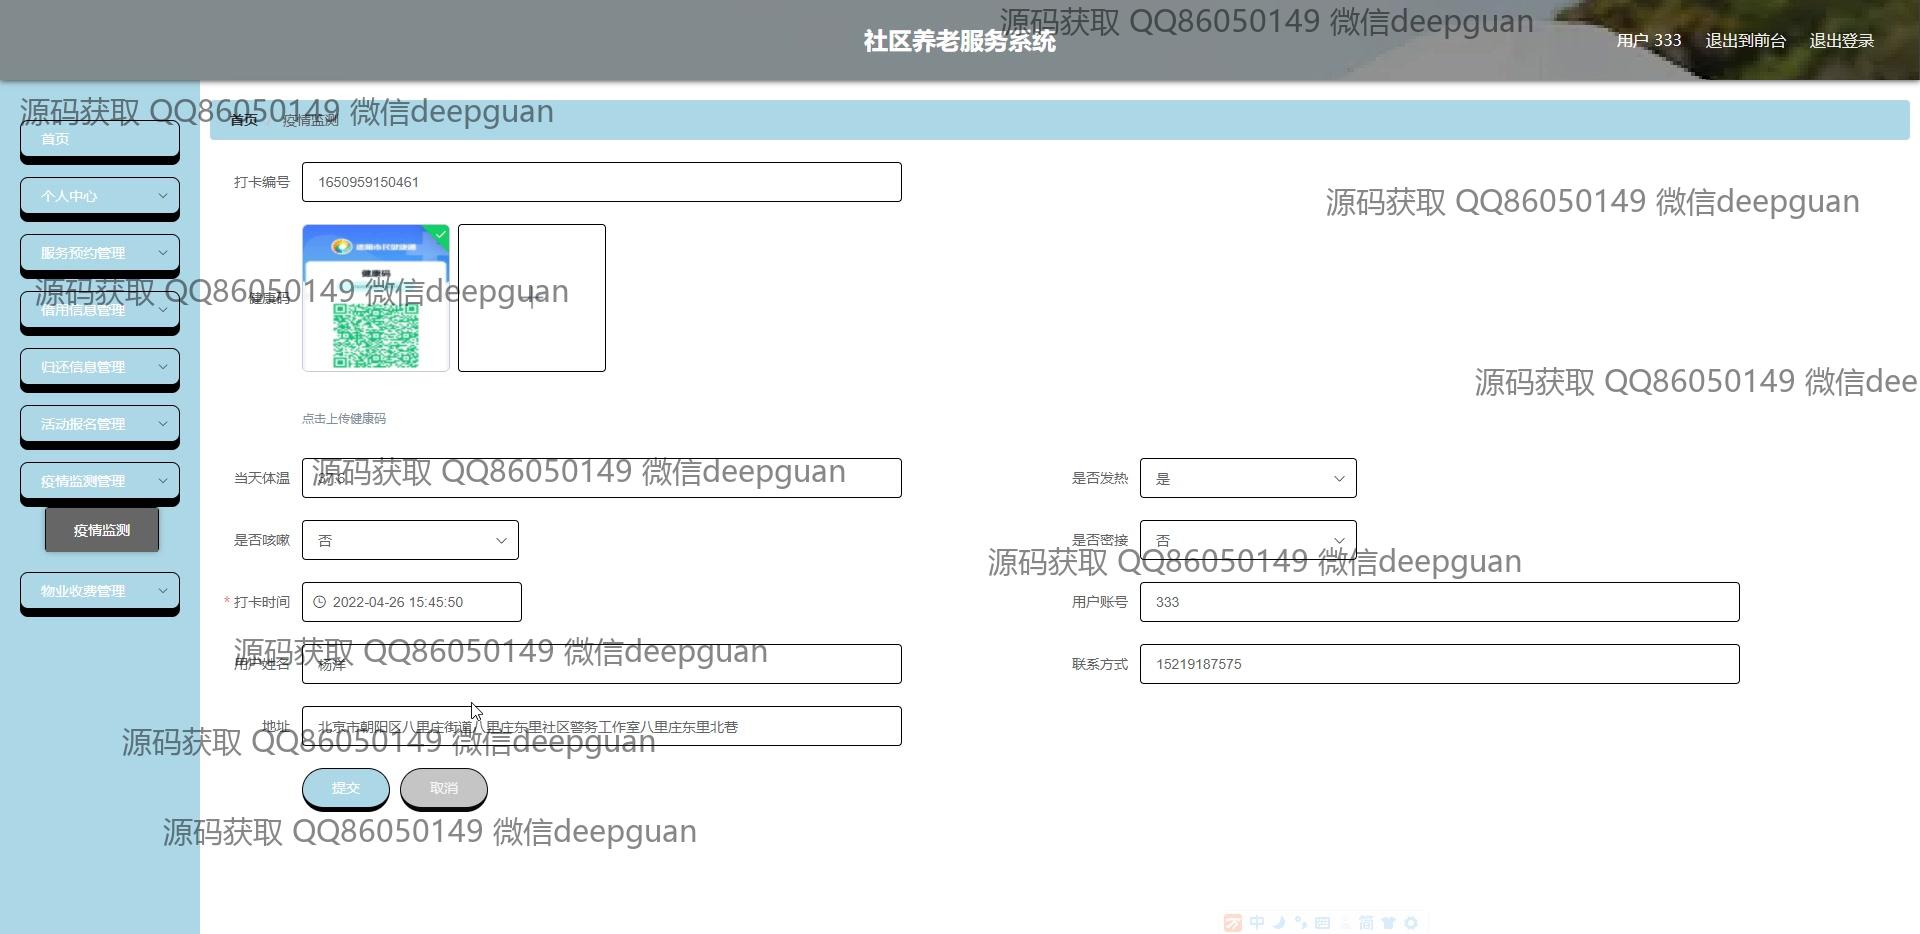 社区养老服务系统
源码获取 QQ86050149 微信deepguan
用户 333 退出到前台 退出登录
源码获取 QQ86050149 微信deepguan
首页 疫情监测
首页
打卡编号 1650959150461
个人中心
源码获取 QQ86050149 微信deepguan
服务预约管理
健康码
源码获取 QQ86050149 微信deepguan
健康码
借用信息管理
归还信息管理
源码获取 QQ86050149 微信dee
点击上传健康码
活动报名管理
源码获取 QQ86050149 微信deepguan
当天体温
是否发热 是
疫情监测管理
疫情监测
是否咳嗽 否
是否密接 否
源码获取 QQ86050149 微信deepguan
物业收费管理
* 打卡时间 2022-04-26 15:45:50
用户账号 333
源码获取 QQ86050149 微信deepguan
用户姓名 杨洋
联系方式 15219187575
地址 北京市朝阳区八里庄街道八里庄东里社区警务工作室八里庄东里北巷
源码获取 QQ86050149 微信deepguan
提交 取消
源码获取 QQ86050149 微信deepguan
中 简